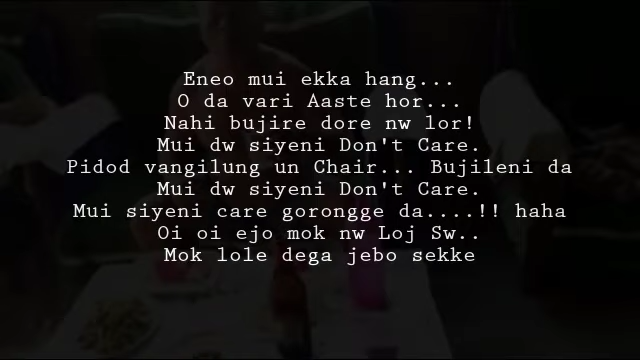 Eneo mui ekka hang...
O da vari Aaste hor...
Nahi bujire dore nw lor!
Mui dw siyeni Don't Care.
Pidod vangilung un Chair... Bujileni da
Mui dw siyeni Don't Care.
Mui siyeni care gorongge da....!! haha
Oi oi ejo mok nw Loj Sw..
Mok lole dega jebo sekke